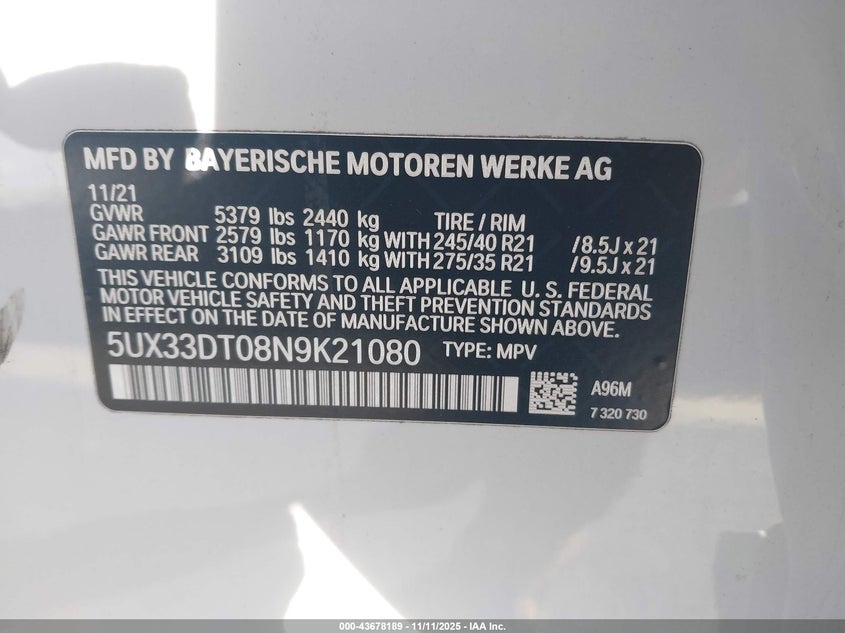 MFD BY BAYERISCHE MOTOREN WERKE AG
11/21
GVWR 5379 lbs 2440 kg TIRE / RIM
GAWR FRONT 2579 lbs 1170 kg WITH 245/40 R21 /8.5J x 21
GAWR REAR 3109 lbs 1410 kg WITH 275/35 R21 /9.5J x 21
THIS VEHICLE CONFORMS TO ALL APPLICABLE U. S. FEDERAL
MOTOR VEHICLE SAFETY AND THEFT PREVENTION STANDARDS
IN EFFECT ON THE DATE OF MANUFACTURE SHOWN ABOVE.
5UX33DT08N9K21080 TYPE: MPV
A96M
7 320 730
000-43678189 - 11/11/2025 - IAA Inc.